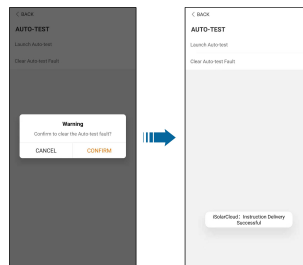 < BACK
AUTO-TEST
Launch Auto-test
Clear Auto-test Fault
Warning
Confirm to clear the Auto-test fault?
CANCEL CONFIRM
< BACK
AUTO-TEST
Launch Auto-test
Clear Auto-test Fault
iSolarCloud：Instruction Delivery
Successful